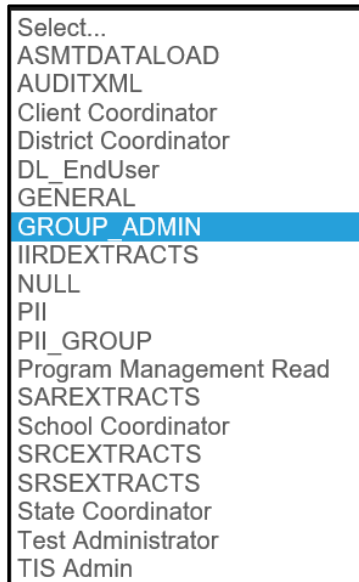 Select...
ASMTDATALOAD
AUDITXML
Client Coordinator
District Coordinator
DL_EndUser
GENERAL
GROUP_ADMIN
IIRDEXTRACTS
NULL
PII
PII_GROUP
Program Management Read
SAREXTRACTS
School Coordinator
SRCEXTRACTS
SRSEXTRACTS
State Coordinator
Test Administrator
TIS Admin